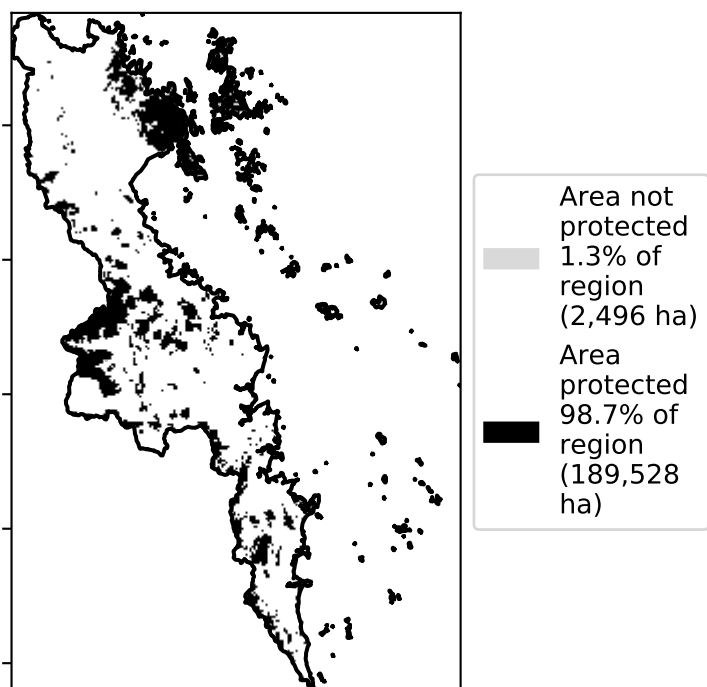 Area not
protected
1.3% of
region
(2,496 ha)
Area
protected
98.7% of
region
(189,528
ha)